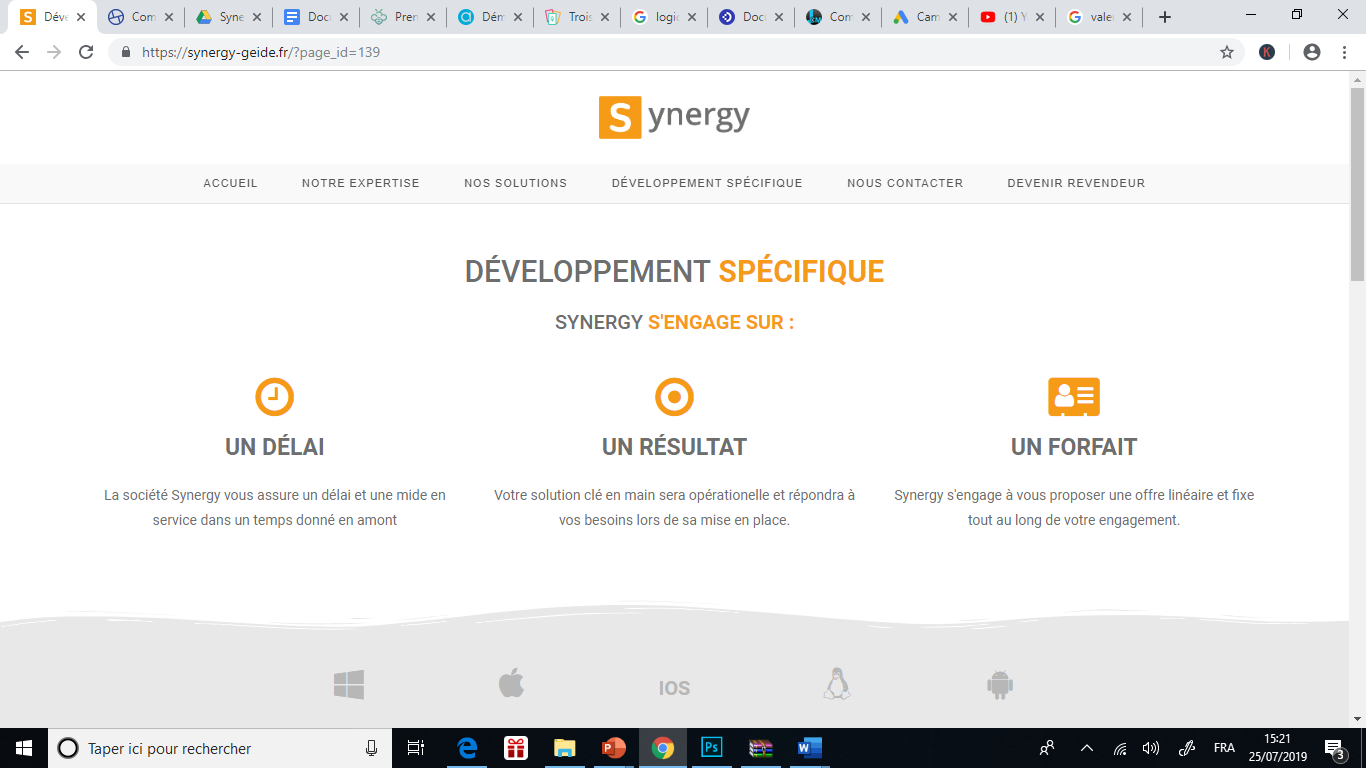 Déve
Com
Syne
Docu
Pren
Dém
Trois
logic
Docu
Com
Cam
(1) Y
vale
https://synergy-geide.fr/?page_id=139
K
S ynergy
ACCUEIL NOTRE EXPERTISE NOS SOLUTIONS DÉVELOPPEMENT SPÉCIFIQUE NOUS CONTACTER DEVENIR REVENDEUR
DÉVELOPPEMENT SPÉCIFIQUE
SYNERGY S'ENGAGE SUR :
UN DÉLAI
La société Synergy vous assure un délai et une mide en
service dans un temps donné en amont
UN RÉSULTAT
Votre solution clé en main sera opérationelle et répondra à
vos besoins lors de sa mise en place.
UN FORFAIT
Synergy s'engage à vous proposer une offre linéaire et fixe
tout au long de votre engagement.
IOS
Taper ici pour rechercher
FRA
15:21
25/07/2019
3